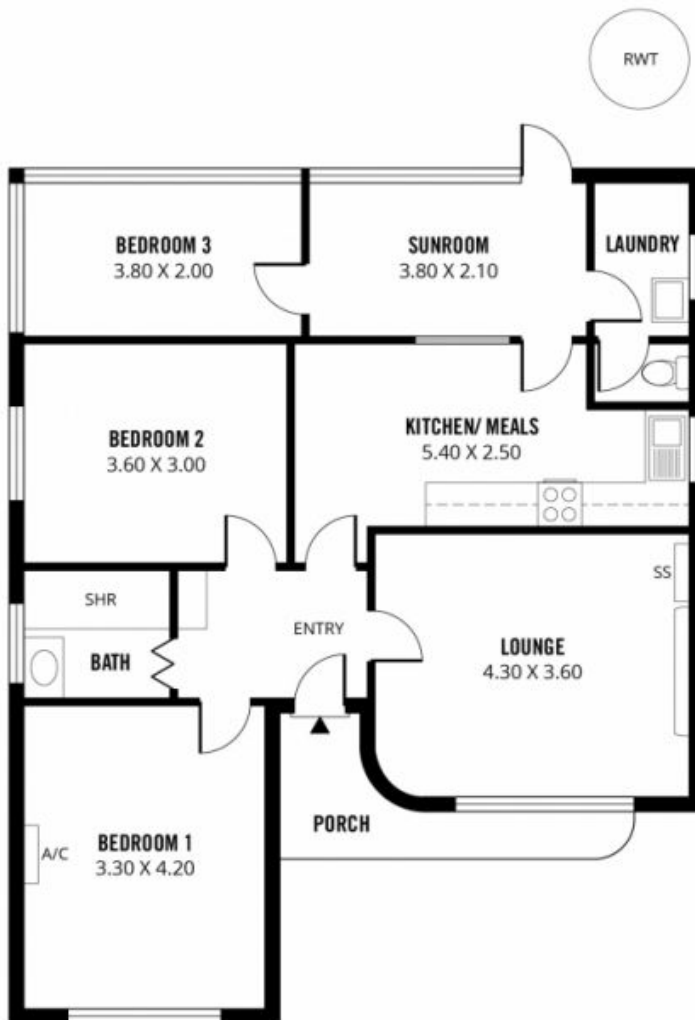 RWT
BEDROOM 3
3.80 X 2.00
SUNROOM
3.80 X 2.10
LAUNDRY
BEDROOM 2
3.60 X 3.00
KITCHEN/ MEALS
5.40 X 2.50
SHR
BATH
ENTRY
SS
LOUNGE
4.30 X 3.60
PORCH
A/C
BEDROOM 1
3.30 X 4.20